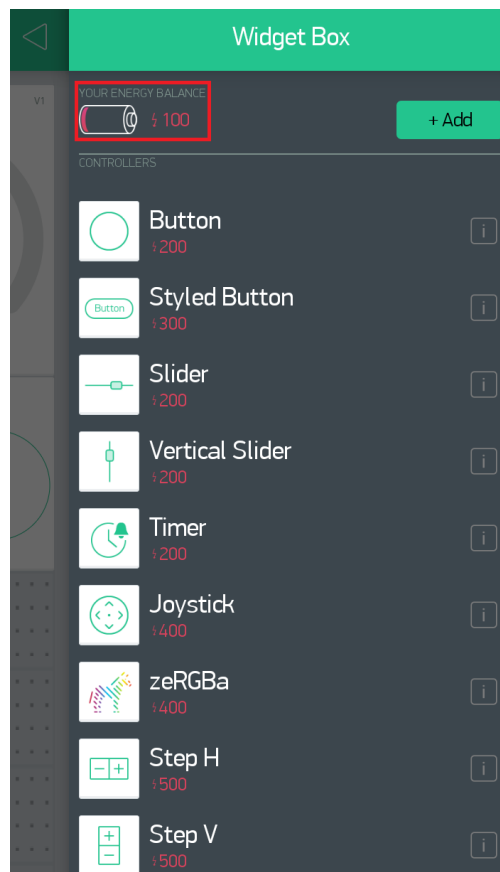 Widget Box
V1
YOUR ENERGY BALANCE
100
+ Add
CONTROLLERS
Button
200
Button
Styled Button
300
Slider
200
Vertical Slider
200
Timer
200
Joystick
400
zeRGBa
400
Step H
500
Step V
500